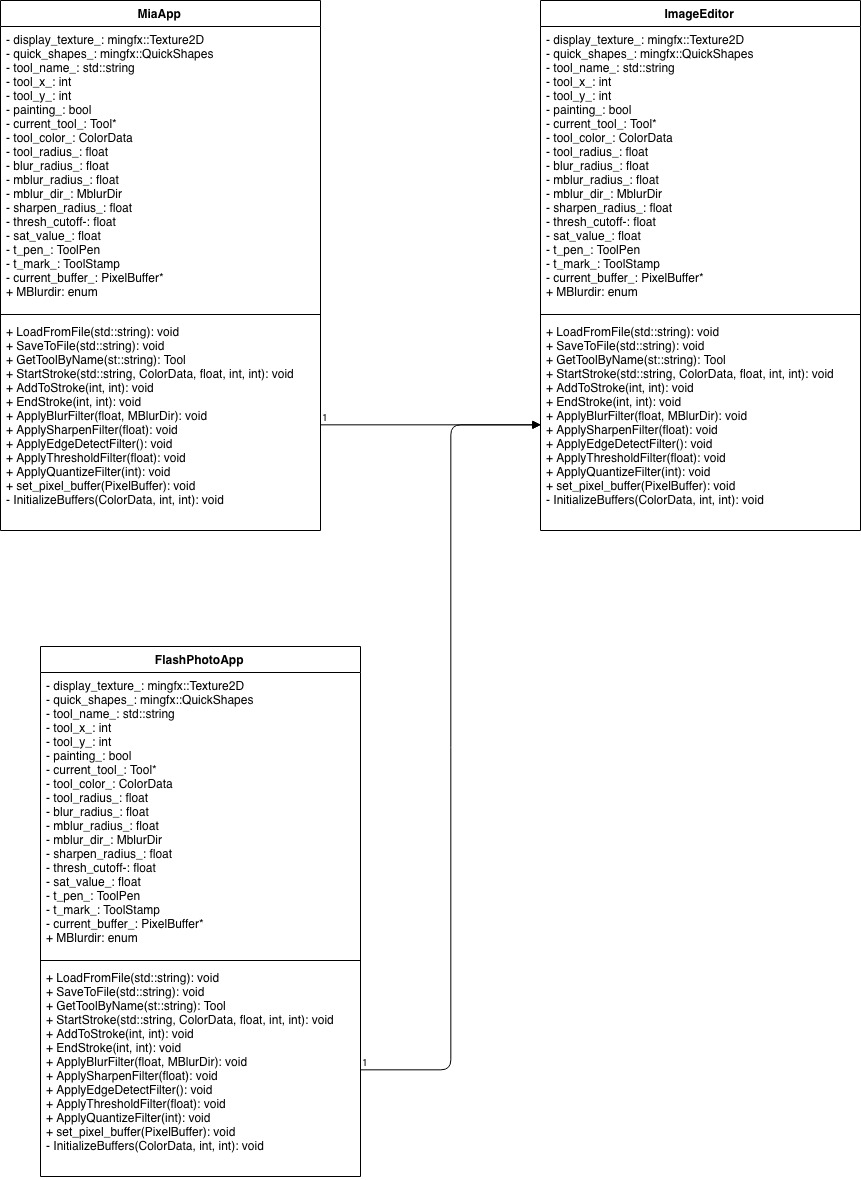 MiaApp
- display_texture_: mingfx::Texture2D
- quick_shapes_: mingfx::QuickShapes
- tool_name_: std::string
- tool_x_: int
- tool_y_: int
- painting_: bool
- current_tool_: Tool*
- tool_color_: ColorData
- tool_radius_: float
- blur_radius_: float
- mblur_radius_: float
- mblur_dir_: MblurDir
- sharpen_radius_: float
- thresh_cutoff-: float
- sat_value_: float
- t_pen_: ToolPen
- t_mark_: ToolStamp
- current_buffer_: PixelBuffer*
+ MBlurdir: enum
+ LoadFromFile(std::string): void
+ SaveToFile(std::string): void
+ GetToolByName(st::string): Tool
+ StartStroke(std::string, ColorData, float, int, int): void
+ AddToStroke(int, int): void
+ EndStroke(int, int): void
+ ApplyBlurFilter(float, MBlurDir): void
+ ApplySharpenFilter(float): void
+ ApplyEdgeDetectFilter(): void
+ ApplyThresholdFilter(float): void
+ ApplyQuantizeFilter(int): void
+ set_pixel_buffer(PixelBuffer): void
- InitializeBuffers(ColorData, int, int): void
1
ImageEditor
- display_texture_: mingfx::Texture2D
- quick_shapes_: mingfx::QuickShapes
- tool_name_: std::string
- tool_x_: int
- tool_y_: int
- painting_: bool
- current_tool_: Tool*
- tool_color_: ColorData
- tool_radius_: float
- blur_radius_: float
- mblur_radius_: float
- mblur_dir_: MblurDir
- sharpen_radius_: float
- thresh_cutoff-: float
- sat_value_: float
- t_pen_: ToolPen
- t_mark_: ToolStamp
- current_buffer_: PixelBuffer*
+ MBlurdir: enum
+ LoadFromFile(std::string): void
+ SaveToFile(std::string): void
+ GetToolByName(st::string): Tool
+ StartStroke(std::string, ColorData, float, int, int): void
+ AddToStroke(int, int): void
+ EndStroke(int, int): void
+ ApplyBlurFilter(float, MBlurDir): void
+ ApplySharpenFilter(float): void
+ ApplyEdgeDetectFilter(): void
+ ApplyThresholdFilter(float): void
+ ApplyQuantizeFilter(int): void
+ set_pixel_buffer(PixelBuffer): void
- InitializeBuffers(ColorData, int, int): void
FlashPhotoApp
- display_texture_: mingfx::Texture2D
- quick_shapes_: mingfx::QuickShapes
- tool_name_: std::string
- tool_x_: int
- tool_y_: int
- painting_: bool
- current_tool_: Tool*
- tool_color_: ColorData
- tool_radius_: float
- blur_radius_: float
- mblur_radius_: float
- mblur_dir_: MblurDir
- sharpen_radius_: float
- thresh_cutoff-: float
- sat_value_: float
- t_pen_: ToolPen
- t_mark_: ToolStamp
- current_buffer_: PixelBuffer*
+ MBlurdir: enum
+ LoadFromFile(std::string): void
+ SaveToFile(std::string): void
+ GetToolByName(st::string): Tool
+ StartStroke(std::string, ColorData, float, int, int): void
+ AddToStroke(int, int): void
+ EndStroke(int, int): void
+ ApplyBlurFilter(float, MBlurDir): void
+ ApplySharpenFilter(float): void
+ ApplyEdgeDetectFilter(): void
+ ApplyThresholdFilter(float): void
+ ApplyQuantizeFilter(int): void
+ set_pixel_buffer(PixelBuffer): void
- InitializeBuffers(ColorData, int, int): void
1